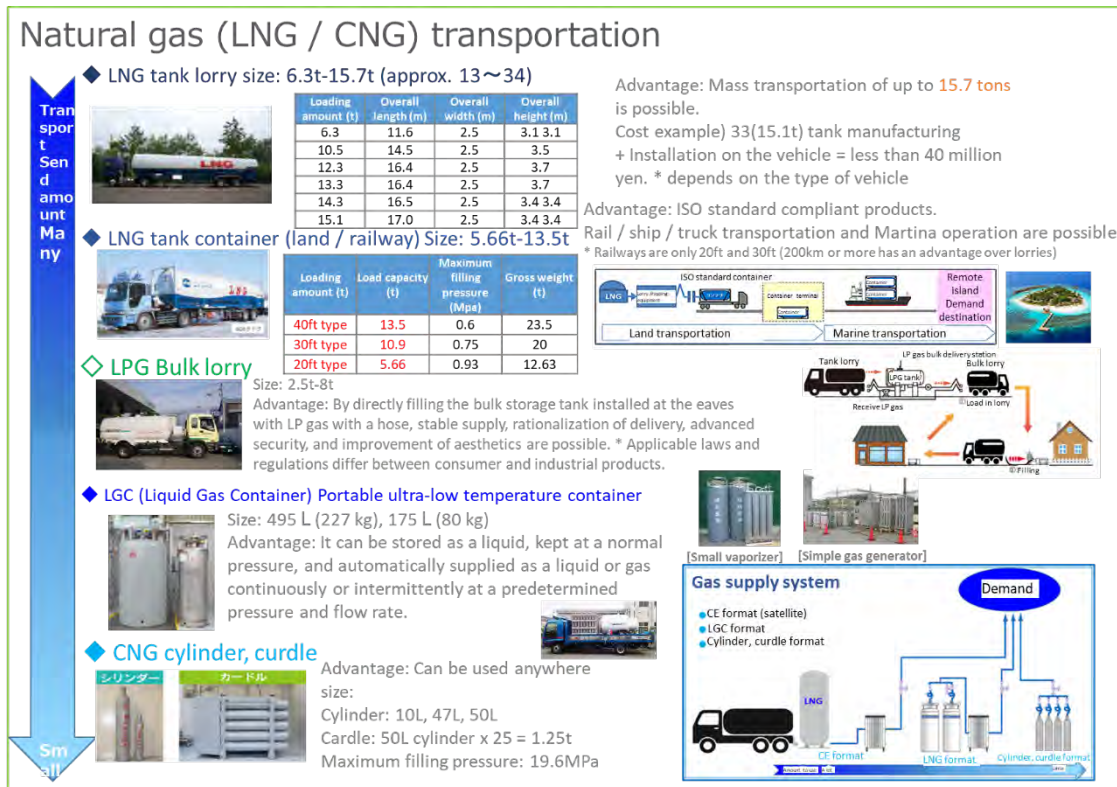 Natural gas (LNG / CNG) transportation
Tran
spor
t
Sen
d
amo
unt
Ma
ny
Sm
all
◆ LNG tank lorry size: 6.3t-15.7t (approx. 13～34)
LNG
Loading amount (t) Overall length (m) Overall width (m) Overall height (m)
6.3 11.6 2.5 3.1 3.1
10.5 14.5 2.5 3.5
12.3 16.4 2.5 3.7
13.3 16.4 2.5 3.7
14.3 16.5 2.5 3.4 3.4
15.1 17.0 2.5 3.4 3.4
Advantage: Mass transportation of up to 15.7 tons
is possible.
Cost example) 33(15.1t) tank manufacturing
+ Installation on the vehicle = less than 40 million
yen. * depends on the type of vehicle
◆ LNG tank container (land / railway) Size: 5.66t-13.5t
LNG
Loading amount (t) Load capacity (t) Maximum filling pressure (Mpe) Gross weight (t)
40ft type 13.5 0.6 23.5
30ft type 10.9 0.75 20
20ft type 5.66 0.93 12.63
Advantage: ISO standard compliant products.
Rail / ship / truck transportation and Martina operation are possible
* Railways are only 20ft and 30ft (200km or more has an advantage over lorries)
ISO standard container
LNG
Container terminal
Container
Container
Remote
Island
Demand
destination
Land transportation
Marine transportation
◇ LPG Bulk lorry
Size: 2.5t-8t
Advantage: By directly filling the bulk storage tank installed at the eaves
with LP gas with a hose, stable supply, rationalization of delivery, advanced
security, and improvement of aesthetics are possible. * Applicable laws and
regulations differ between consumer and industrial products.
LP gas bulk delivery station
Tank lorry
Bulk lorry
LPG tank
Receive LP gas
①Load in lorry
②Filling
◆ LGC (Liquid Gas Container) Portable ultra-low temperature container
Size: 495 L (227 kg), 175 L (80 kg)
Advantage: It can be stored as a liquid, kept at a normal
pressure, and automatically supplied as a liquid or gas
continuously or intermittently at a predetermined
pressure and flow rate.
[Small vaporizer]
[Simple gas generator]
◆ CNG cylinder, curdle
シリンダー
カードル
Advantage: Can be used anywhere
size:
Cylinder: 10L, 47L, 50L
Cardle: 50L cylinder x 25 = 1.25t
Maximum filling pressure: 19.6MPa
Gas supply system
●CE format (satellite)
●LGC format
●Cylinder, curdle format
Demand
LNG
CE format
LNG format
Cylinder, curdle format